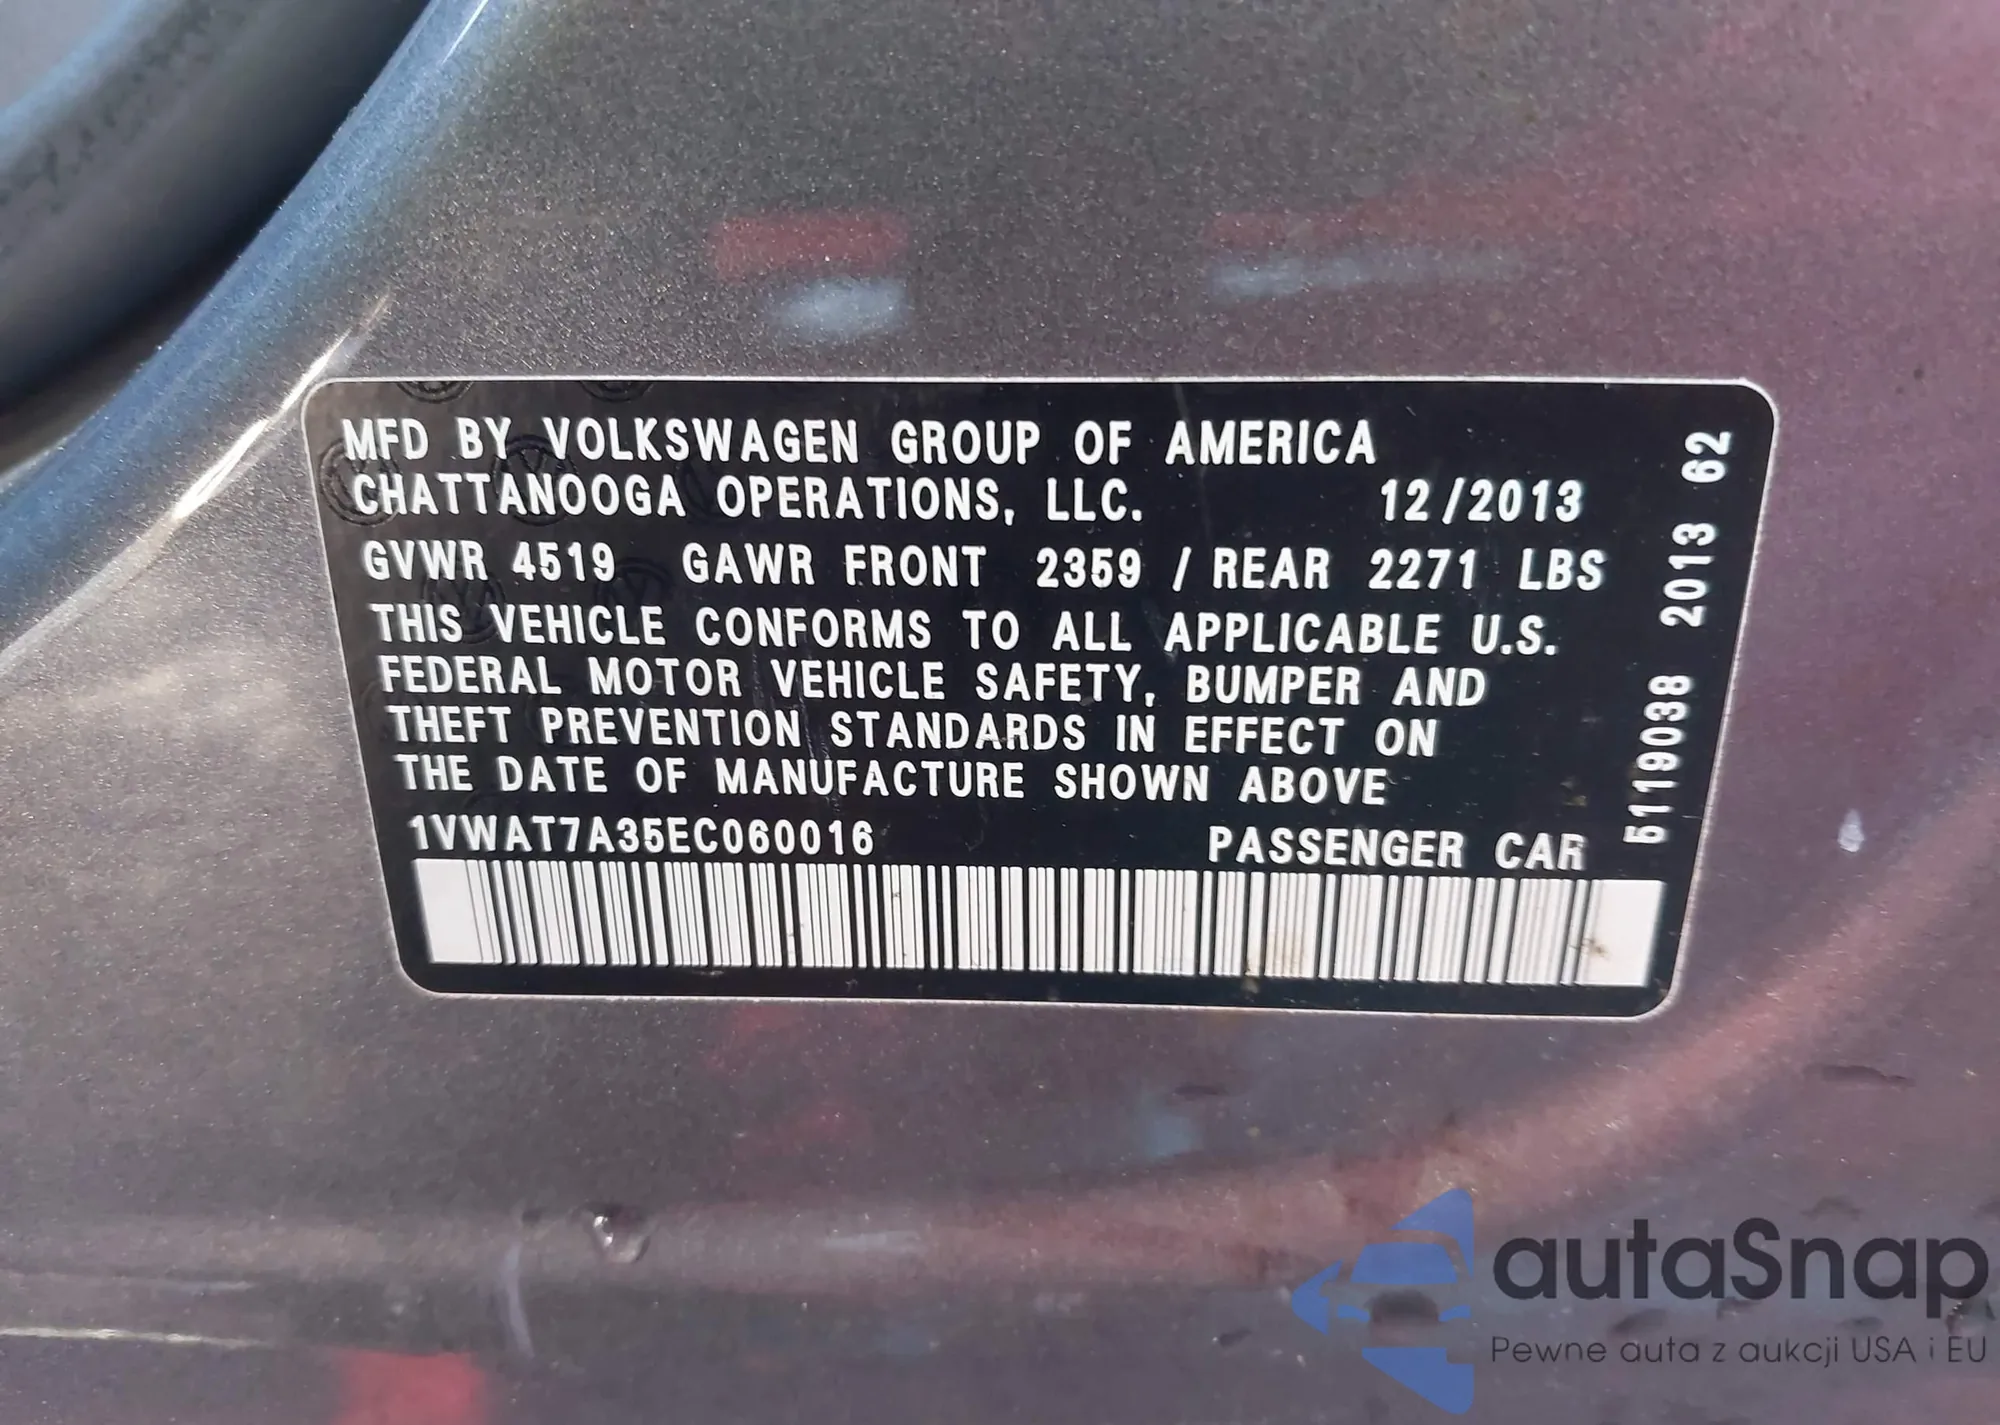 MFD BY VOLKSWAGEN GROUP OF AMERICA
CHATTANOOGA OPERATIONS, LLC. 12/2013
GVWR 4519 GAWR FRONT 2359 / REAR 2271 LBS
THIS VEHICLE CONFORMS TO ALL APPLICABLE U.S.
FEDERAL MOTOR VEHICLE SAFETY, BUMPER AND
THEFT PREVENTION STANDARDS IN EFFECT ON
THE DATE OF MANUFACTURE SHOWN ABOVE
1VWAT7A35EC060016 PASSENGER CAR
5119038 2013 62
autaSnap
Pewne auta z aukcji USA i EU